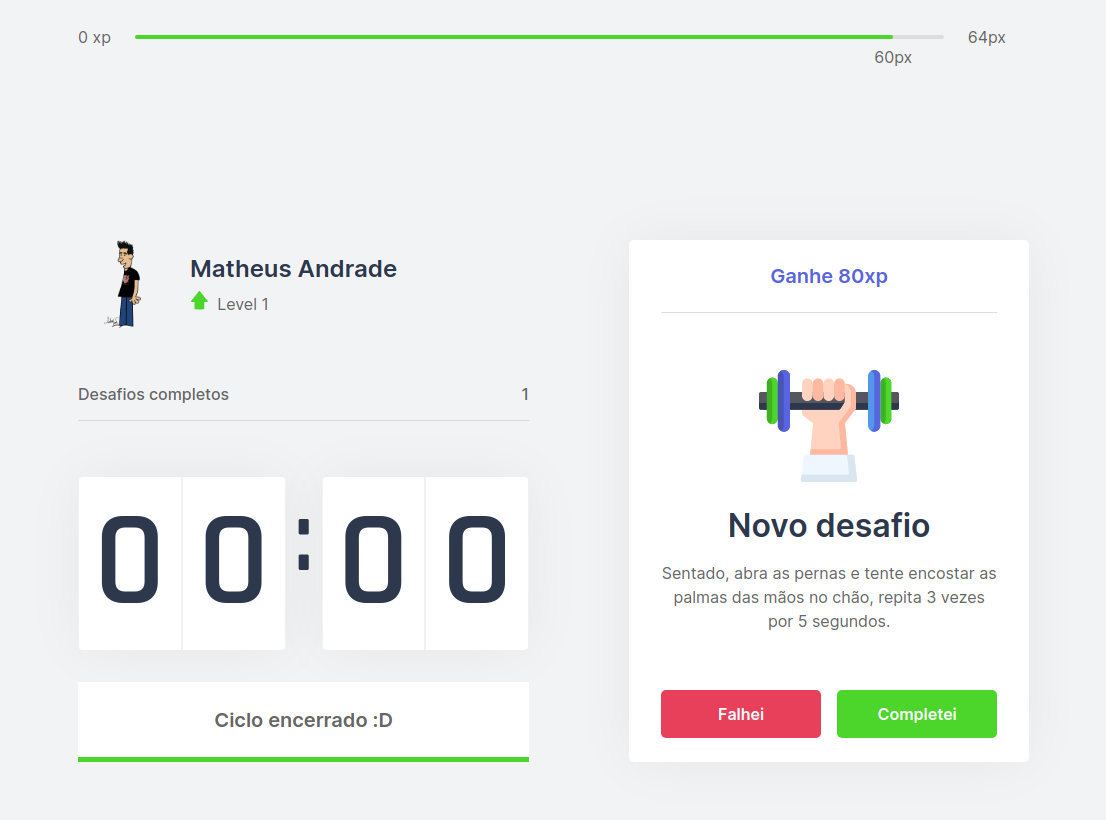 0 xp
64px
60px
Matheus Andrade
Level 1
Desafios completos
1
00:00
Ciclo encerrado :D
Ganhe 80xp
Novo desafio
Sentado, abra as pernas e tente encostar as
palmas das mãos no chão, repita 3 vezes
por 5 segundos.
Falhei
Completei